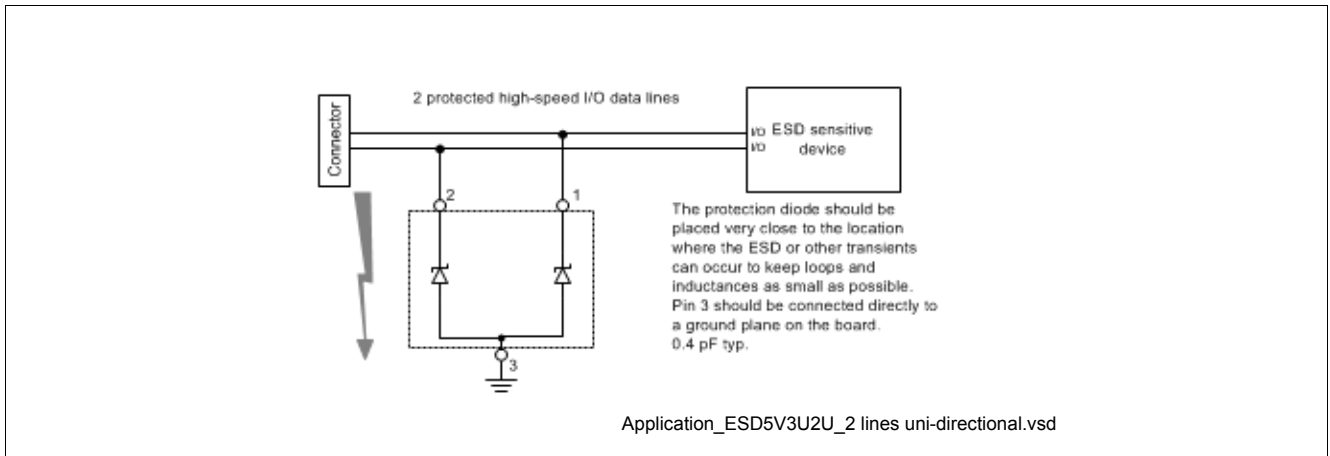 2 protected high-speed I/O data lines
Connector
I/O
I/O
ESD sensitive
device
2
1
3
The protection diode should be
placed very close to the location
where the ESD or other transients
can occur to keep loops and
inductances as small as possible.
Pin 3 should be connected directly to
a ground plane on the board.
0.4 pF typ.
Application_ESD5V3U2U_2 lines uni-directional.vsd